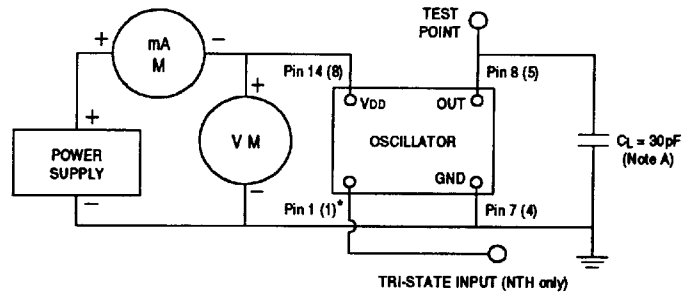 TEST
POINT
+
mA
M
−
Pin 14 (8)
Pin 8 (5)
+
VDD
OUT
+
V M
OSCILLATOR
CL = 30pF
(Note A)
POWER
SUPPLY
GND
−
−
Pin 1 (1)*
Pin 7 (4)
TRI-STATE INPUT (NTH only)